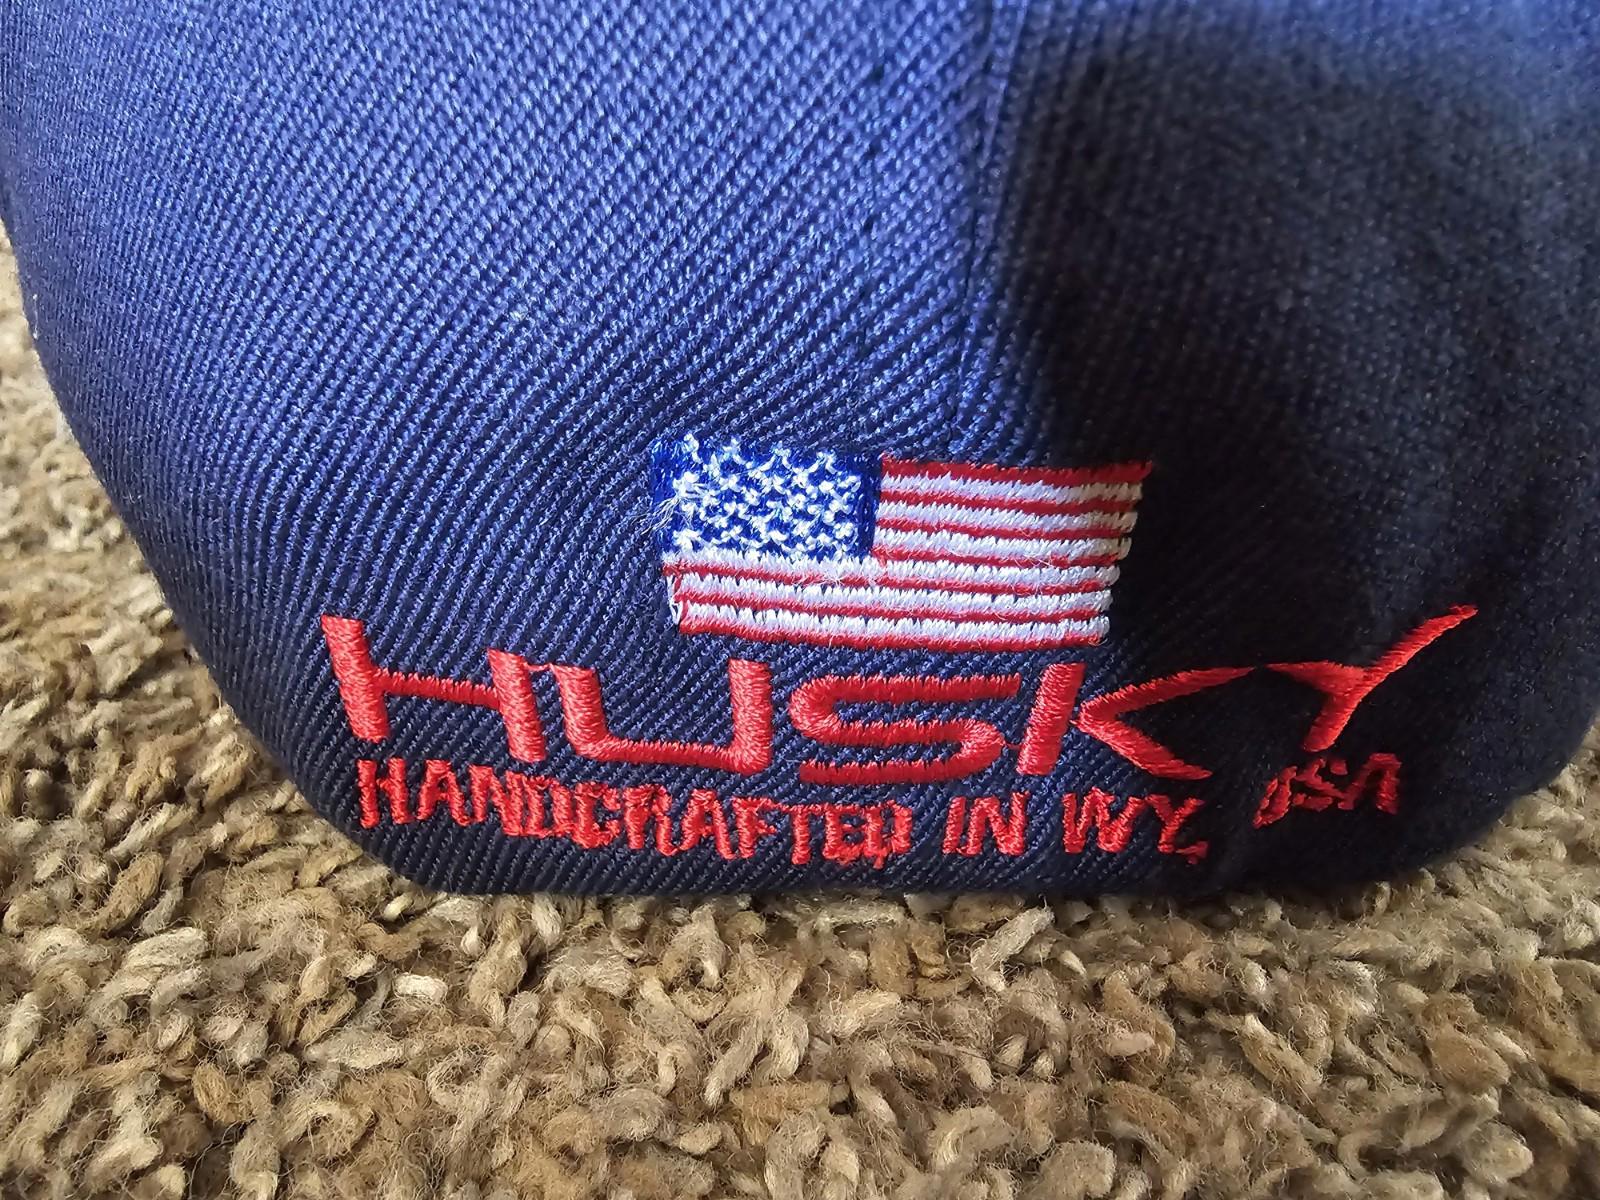 HUSKY
HANDCRAFTED IN WY, USA